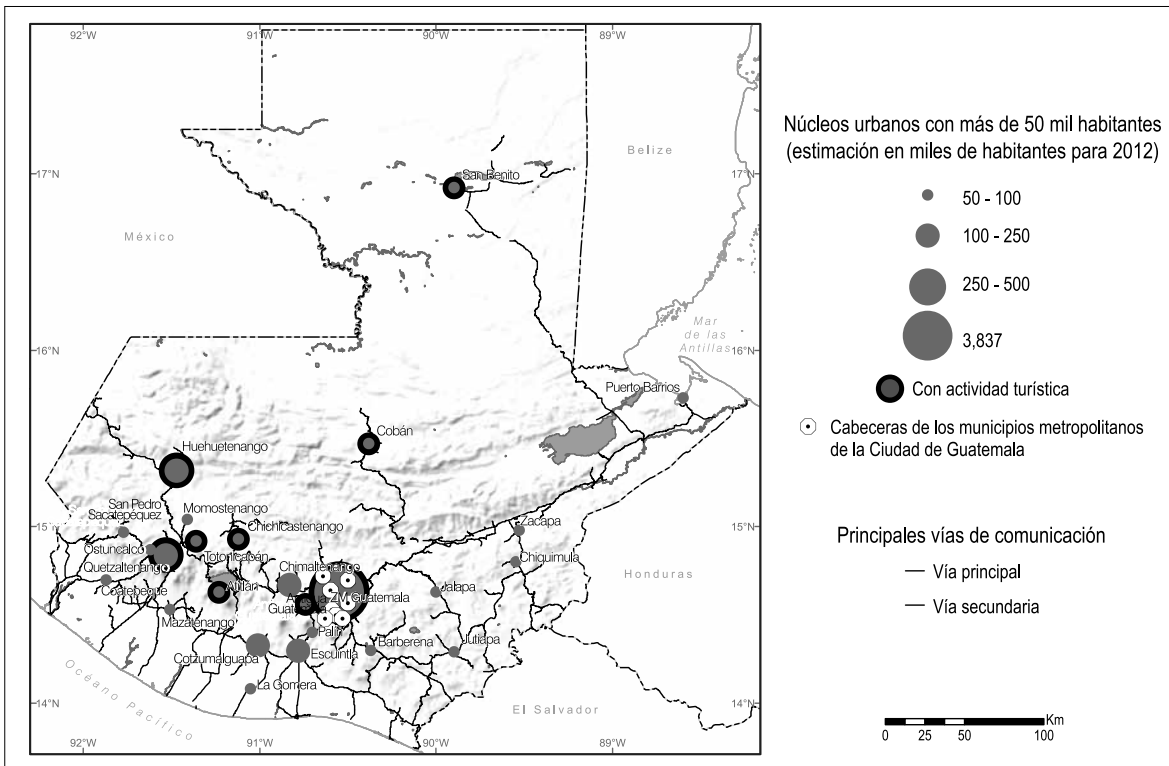 92°W
91°W
90°W
89°W
17°N
16°N
15°N
14°N
17°N
16°N
15°N
14°N
92°W
91°W
90°W
89°W
México
Belize
Honduras
El Salvador
Mar
de las
Antillas
Océano Pacífico
San Benito
Puerto Barrios
Cobán
Huehuetenango
San Pedro
Sacatepéquez
Momostenango
Chichicastenango
Ostuncalco
Totonicapán
Quetzaltenango
Coatepeque
Atitlán
Chimaltenango
ZM Guatemala
Guatemala
Mazatenango
Palín
Cotzumalguapa
Escuintla
Barberena
Jutiapa
Jalapa
La Gomera
Zacapa
Chiquimula
Núcleos urbanos con más de 50 mil habitantes
(estimación en miles de habitantes para 2012)
50 - 100
100 - 250
250 - 500
3,837
Con actividad turística
Cabeceras de los municipios metropolitanos
de la Ciudad de Guatemala
Principales vías de comunicación
Vía principal
Vía secundaria
Km
0 25 50 100